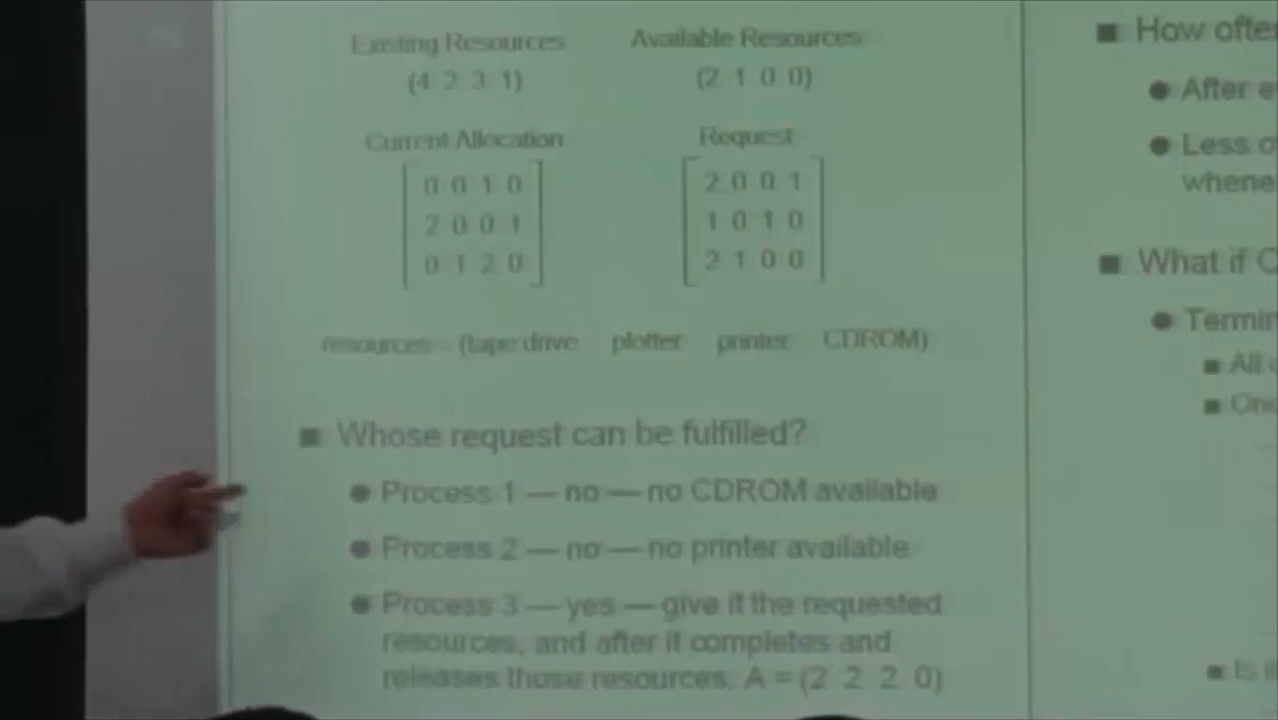 Existing Resources
(4 2 3 1)
Available Resources
(2 1 0 0)
Current Allocation
0 0 1 0
2 0 0 1
0 1 2 0
Request
2 0 0 1
1 0 1 0
2 1 0 0
resources (tape drive plotter printer CDROM)
■ Whose request can be fulfilled?
● Process 1 — no — no CDROM available
● Process 2 — no — no printer available
● Process 3 — yes — give it the requested
resources, and after it completes and
releases those resources, A = (2 2 2 0)
■ How
● After
● Less
■ What if
■ All
■ Is